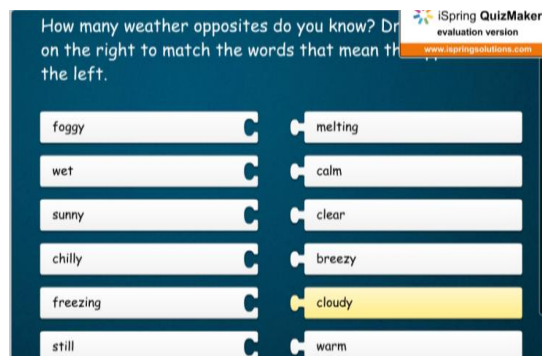 How many weather opposites do you know? Dr
on the right to match the words that mean th
the left.
iSpring QuizMaker
evaluation version
www.ispringsolutions.com
foggy
melting
wet
calm
sunny
clear
chilly
breezy
freezing
cloudy
still
warm